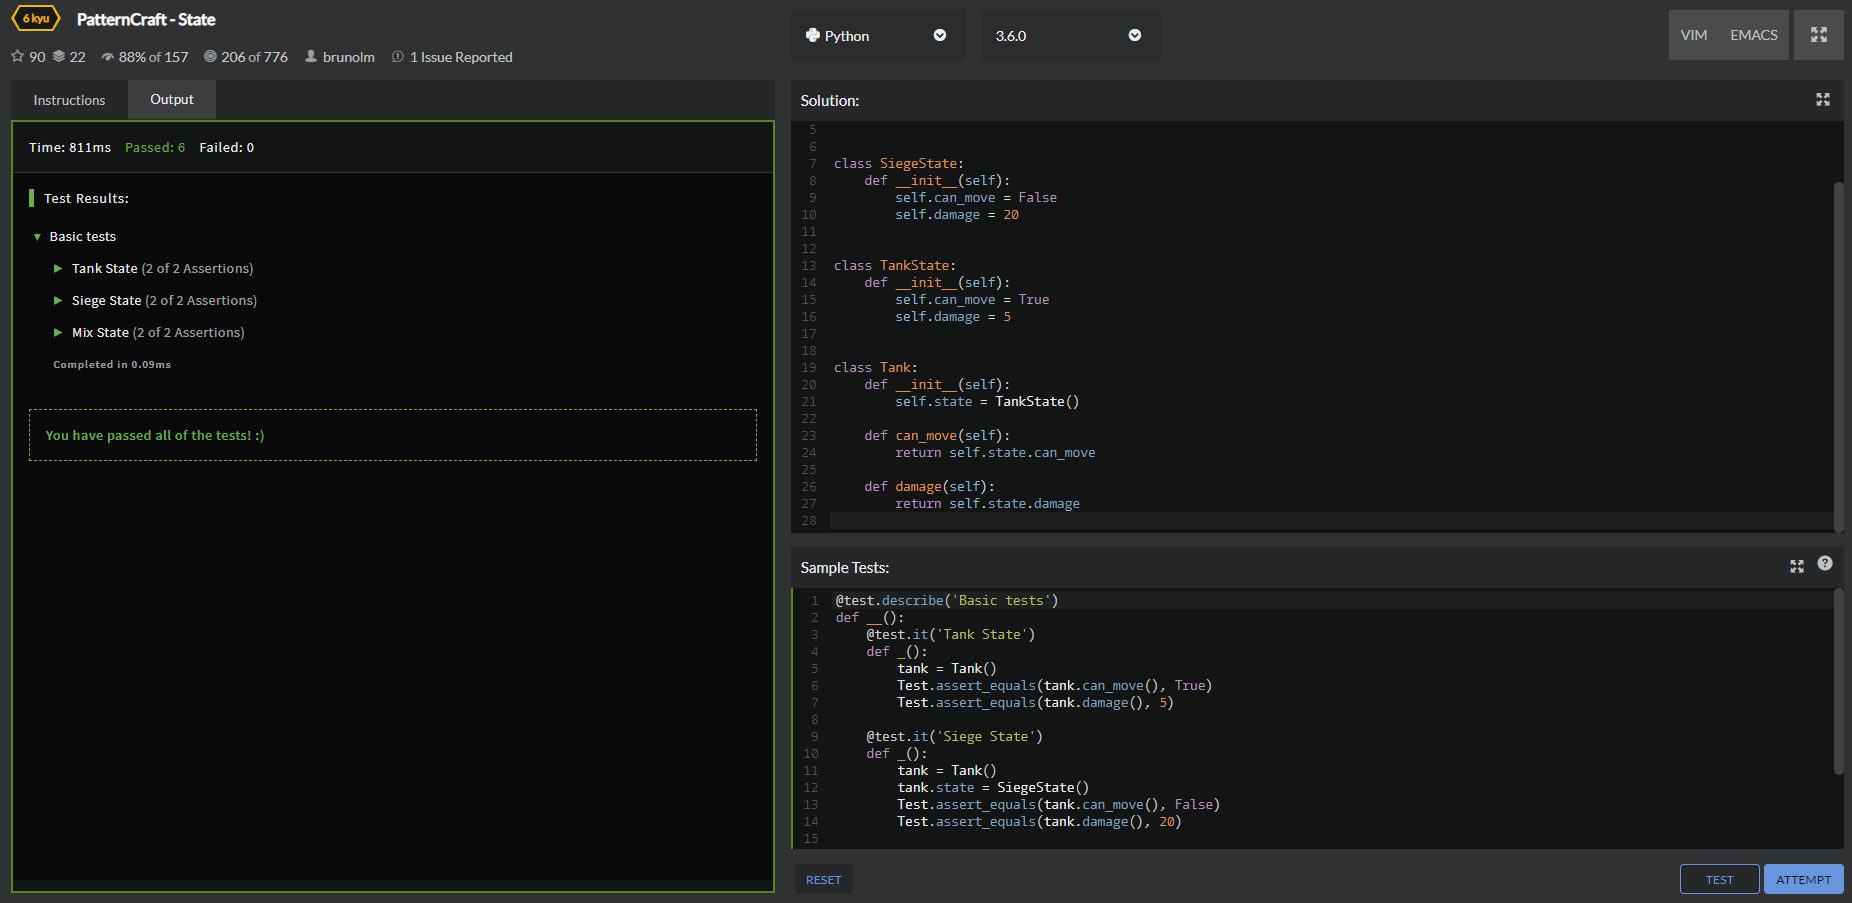 6 kyu PatternCraft - State
90 22 88% of 157 206 of 776 brunolm 1 Issue Reported
Python
3.6.0
VIM EMACS
Instructions Output
Time: 811ms Passed: 6 Failed: 0
Test Results:
▼ Basic tests
▶ Tank State (2 of 2 Assertions)
▶ Siege State (2 of 2 Assertions)
▶ Mix State (2 of 2 Assertions)
Completed in 0.09ms
You have passed all of the tests! :)
Solution:
5
6
7 class SiegeState:
8     def __init__(self):
9         self.can_move = False
10         self.damage = 20
11
12
13 class TankState:
14     def __init__(self):
15         self.can_move = True
16         self.damage = 5
17
18
19 class Tank:
20     def __init__(self):
21         self.state = TankState()
22
23     def can_move(self):
24         return self.state.can_move
25
26     def damage(self):
27         return self.state.damage
28
Sample Tests:
?
1 @test.describe('Basic tests')
2 def __():
3     @test.it('Tank State')
4     def _():
5         tank = Tank()
6         Test.assert_equals(tank.can_move(), True)
7         Test.assert_equals(tank.damage(), 5)
8
9     @test.it('Siege State')
10     def _():
11         tank = Tank()
12         tank.state = SiegeState()
13         Test.assert_equals(tank.can_move(), False)
14         Test.assert_equals(tank.damage(), 20)
15
RESET TEST ATTEMPT